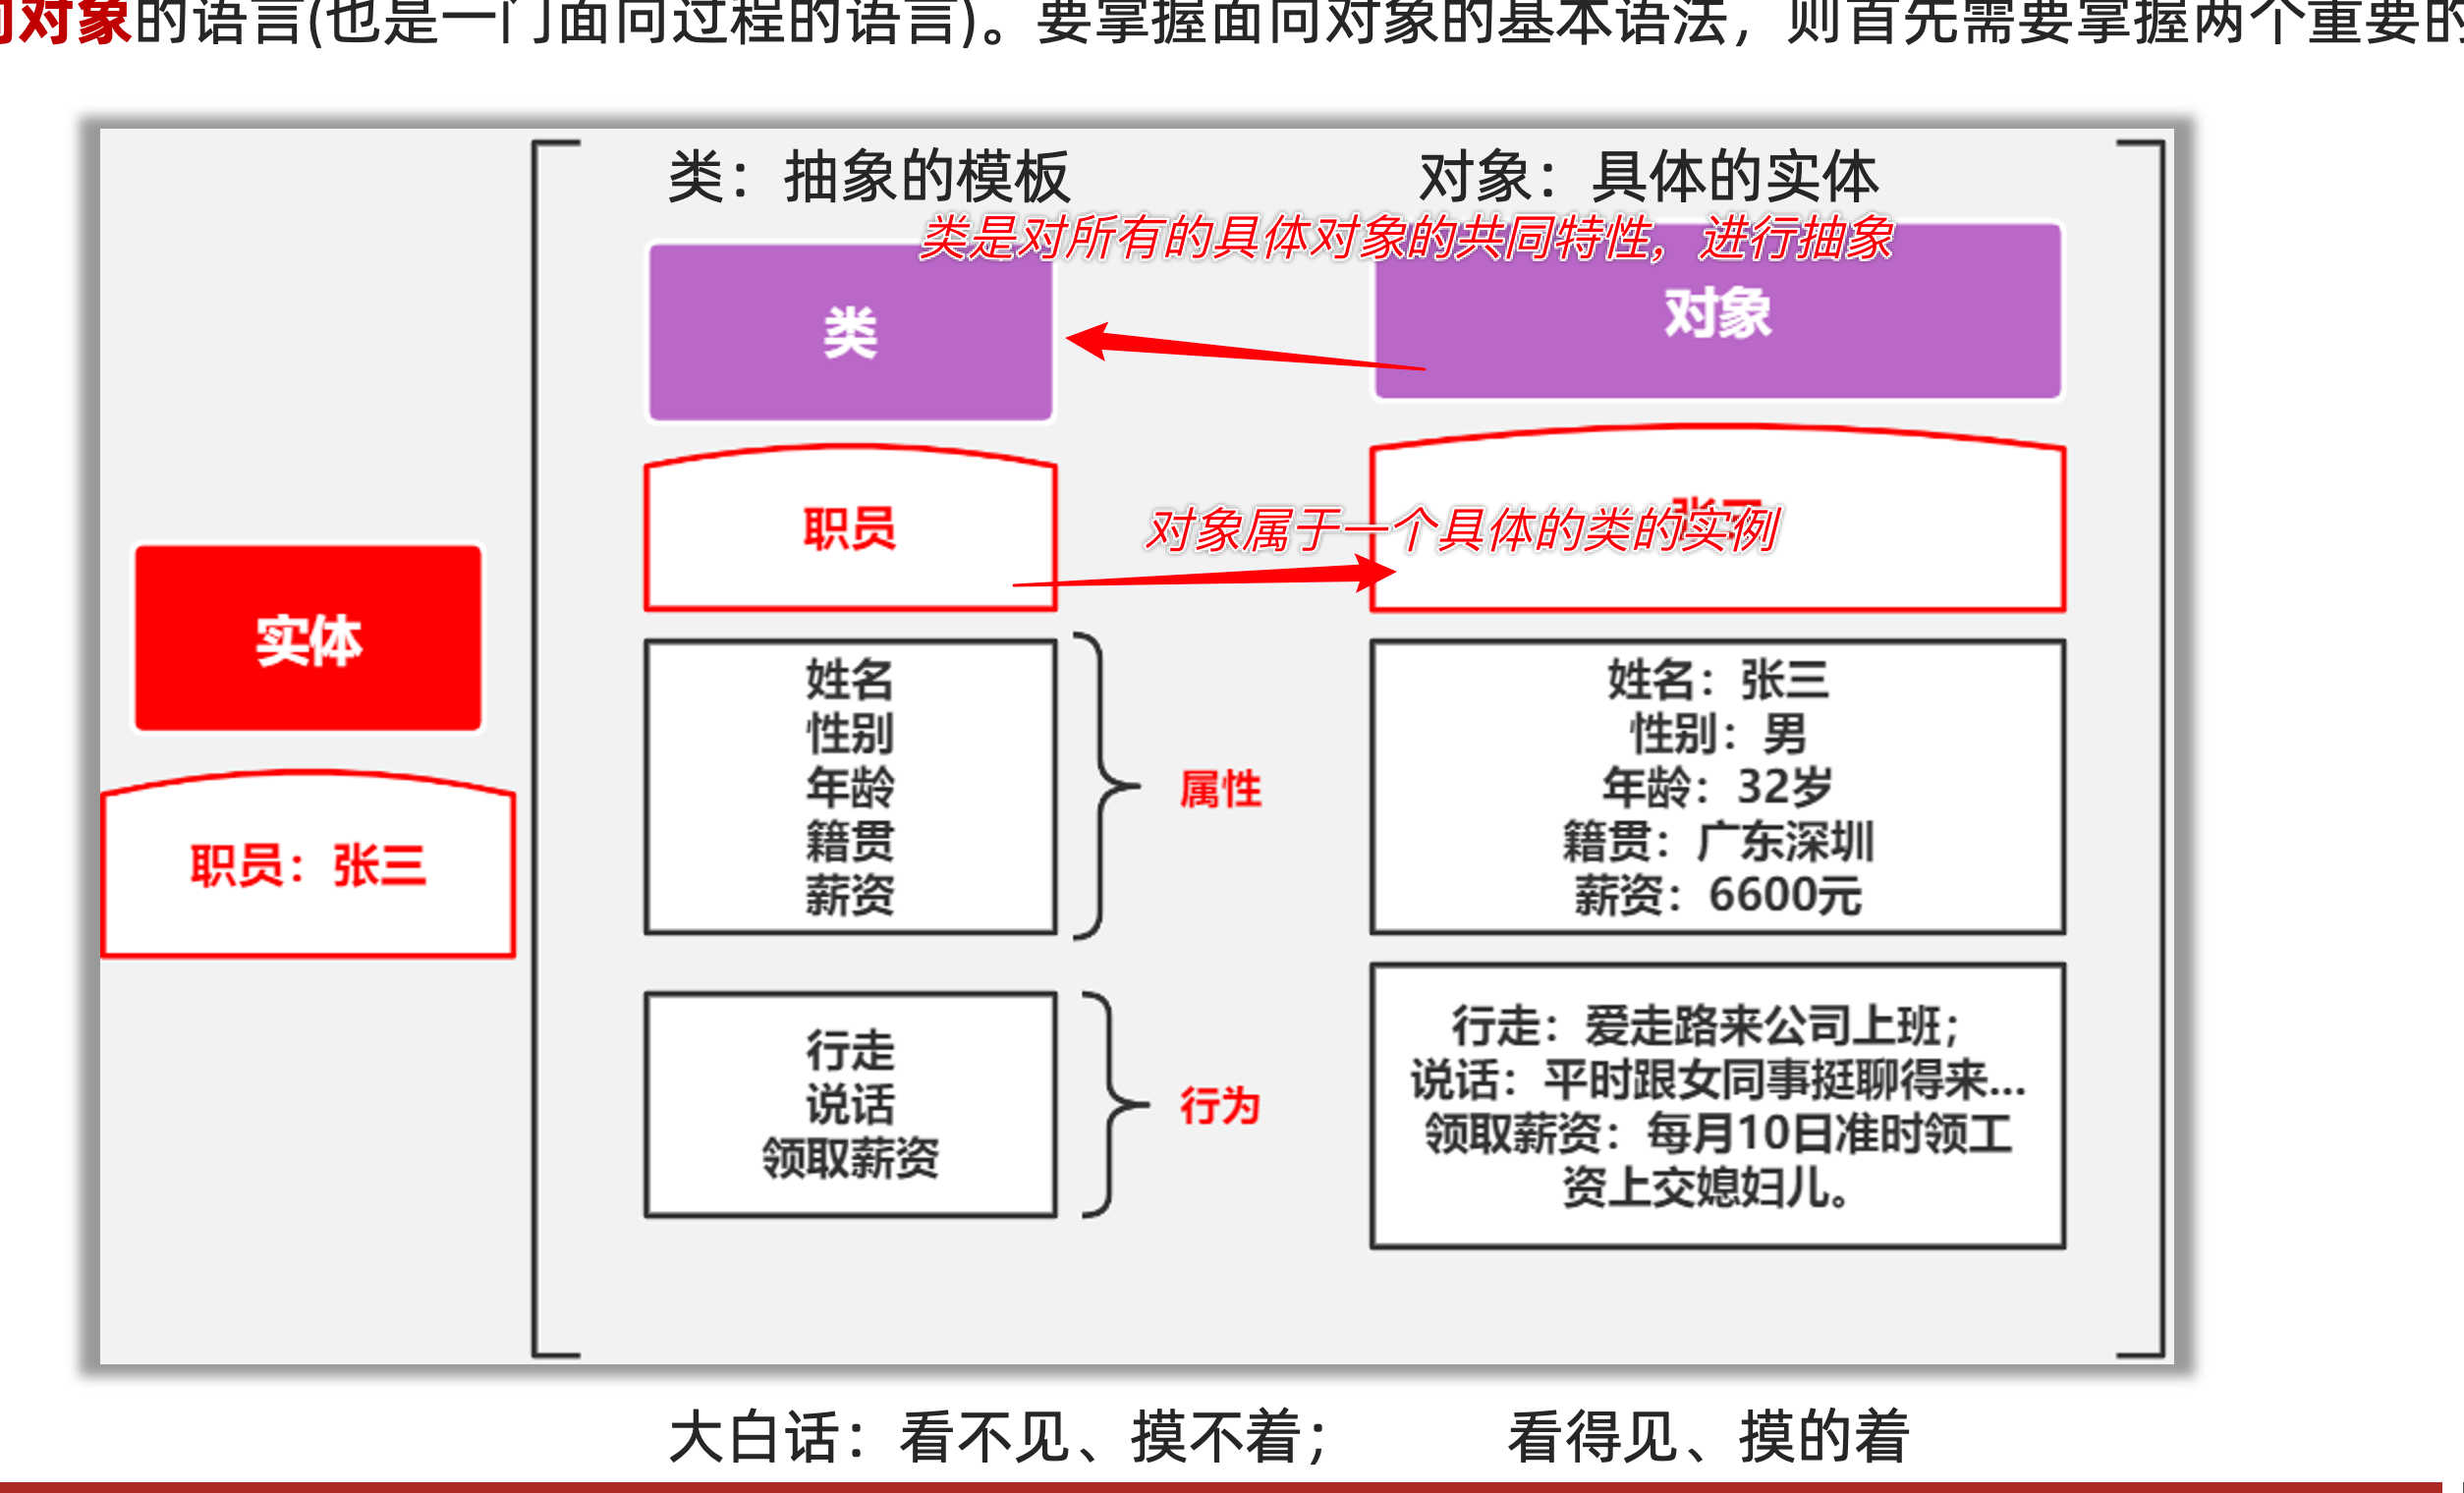 对象的语言(也是一门面向过程的语言)。要掌握面向对象的基本语法，则首先需要掌握两个重要的
类：抽象的模板
对象：具体的实体
类是对所有的具体对象的共同特性，进行抽象
类
对象
职员
张三
对象属于一个具体的类的实例
实体
职员：张三
姓名
性别
年龄
籍贯
薪资
属性
姓名：张三
性别：男
年龄：32岁
籍贯：广东深圳
薪资：6600元
行走
说话
领取薪资
行为
行走：爱走路来公司上班；
说话：平时跟女同事挺聊得来...
领取薪资：每月10日准时领工
资上交媳妇儿。
大白话：看不见、摸不着；
看得见、摸的着